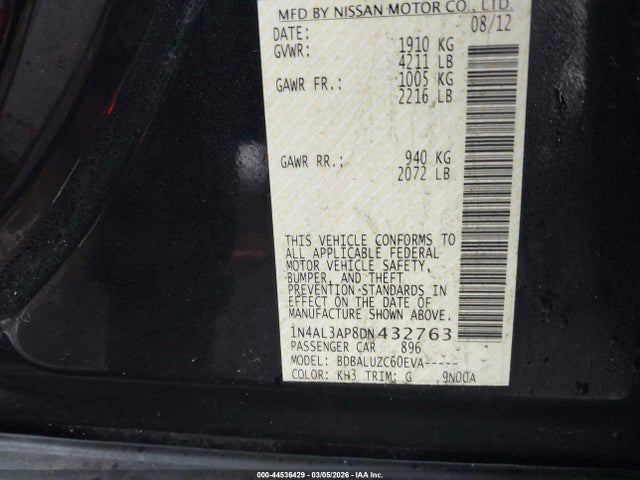 MFD BY NISSAN MOTOR CO., LTD.
DATE: 08/12
GVWR: 1910 KG
4211 LB
GAWR FR.: 1005 KG
2216 LB
GAWR RR.: 940 KG
2072 LB
THIS VEHICLE CONFORMS TO
ALL APPLICABLE FEDERAL
MOTOR VEHICLE SAFETY,
BUMPER, AND THEFT
PREVENTION STANDARDS IN
EFFECT ON THE DATE OF
MANUFACTURE SHOWN ABOVE.
1N4AL3AP8DN432763
PASSENGER CAR 896
MODEL: BDBALUZC60EVA-----
COLOR: KH3 TRIM: G 9N00A
000-44536429 - 03/05/2026 - IAA Inc.